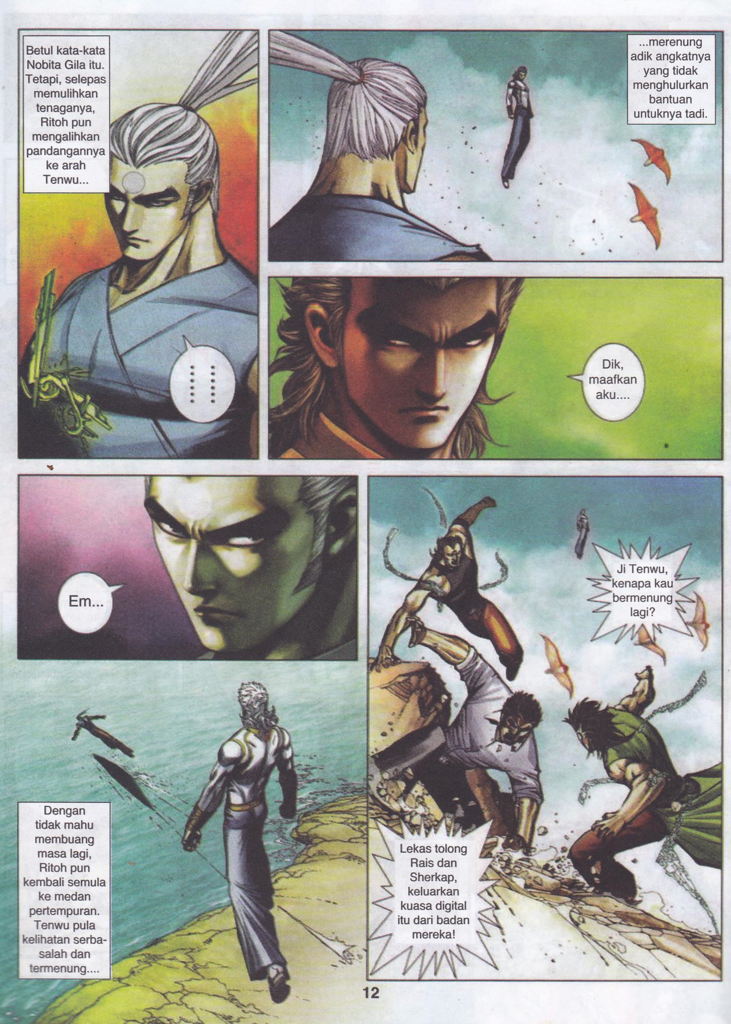 Betul kata-kata
Nobita Gila itu.
Tetapi, selepas
memulihkan
tenaganya,
Ritoh pun
mengalihkan
pandangannya
ke arah
Tenwu...
...merenung
adik angkatnya
yang tidak
menghulurkan
bantuan
untuknya tadi.
Dik,
maafkan
aku....
Em...
Ji Tenwu,
kenapa kau
bermenung
lagi?
Dengan
tidak mahu
membuang
masa lagi,
Ritoh pun
kembali semula
ke medan
pertempuran.
Tenwu pula
kelihatan serba-
salah dan
termenung....
Lekas tolong
Rais dan
Sherkap,
keluarkan
kuasa digital
itu dari badan
mereka!
12